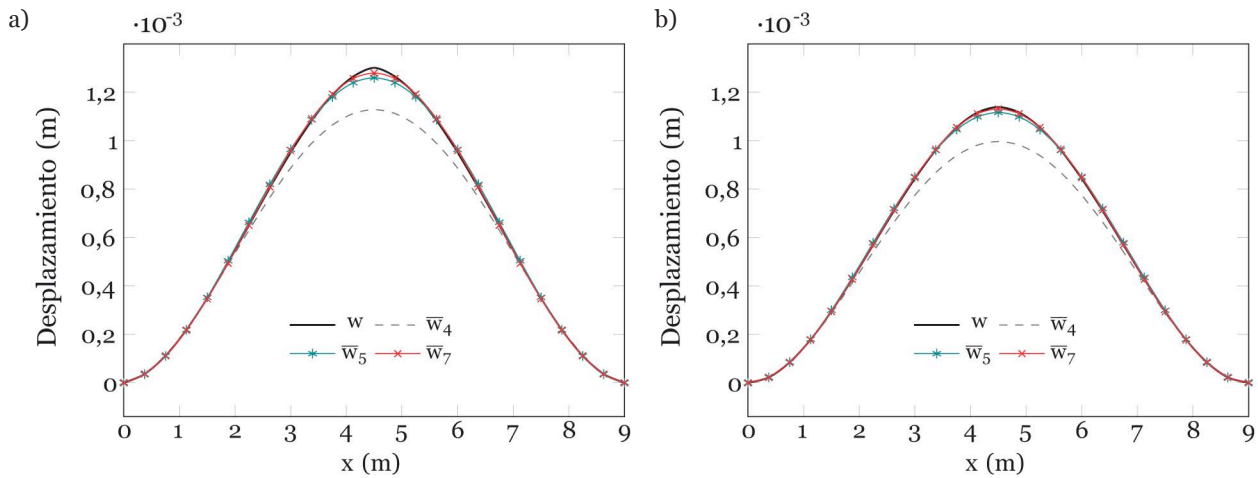 a)
·10⁻³
Desplazamiento (m)
1,2
1
0,8
0,6
0,4
0,2
0
w w̅₄
w̅₅ w̅₇
0 1 2 3 4 5 6 7 8 9
x (m)
b)
·10⁻³
Desplazamiento (m)
1,2
1
0,8
0,6
0,4
0,2
0
w w̅₄
w̅₅ w̅₇
0 1 2 3 4 5 6 7 8 9
x (m)